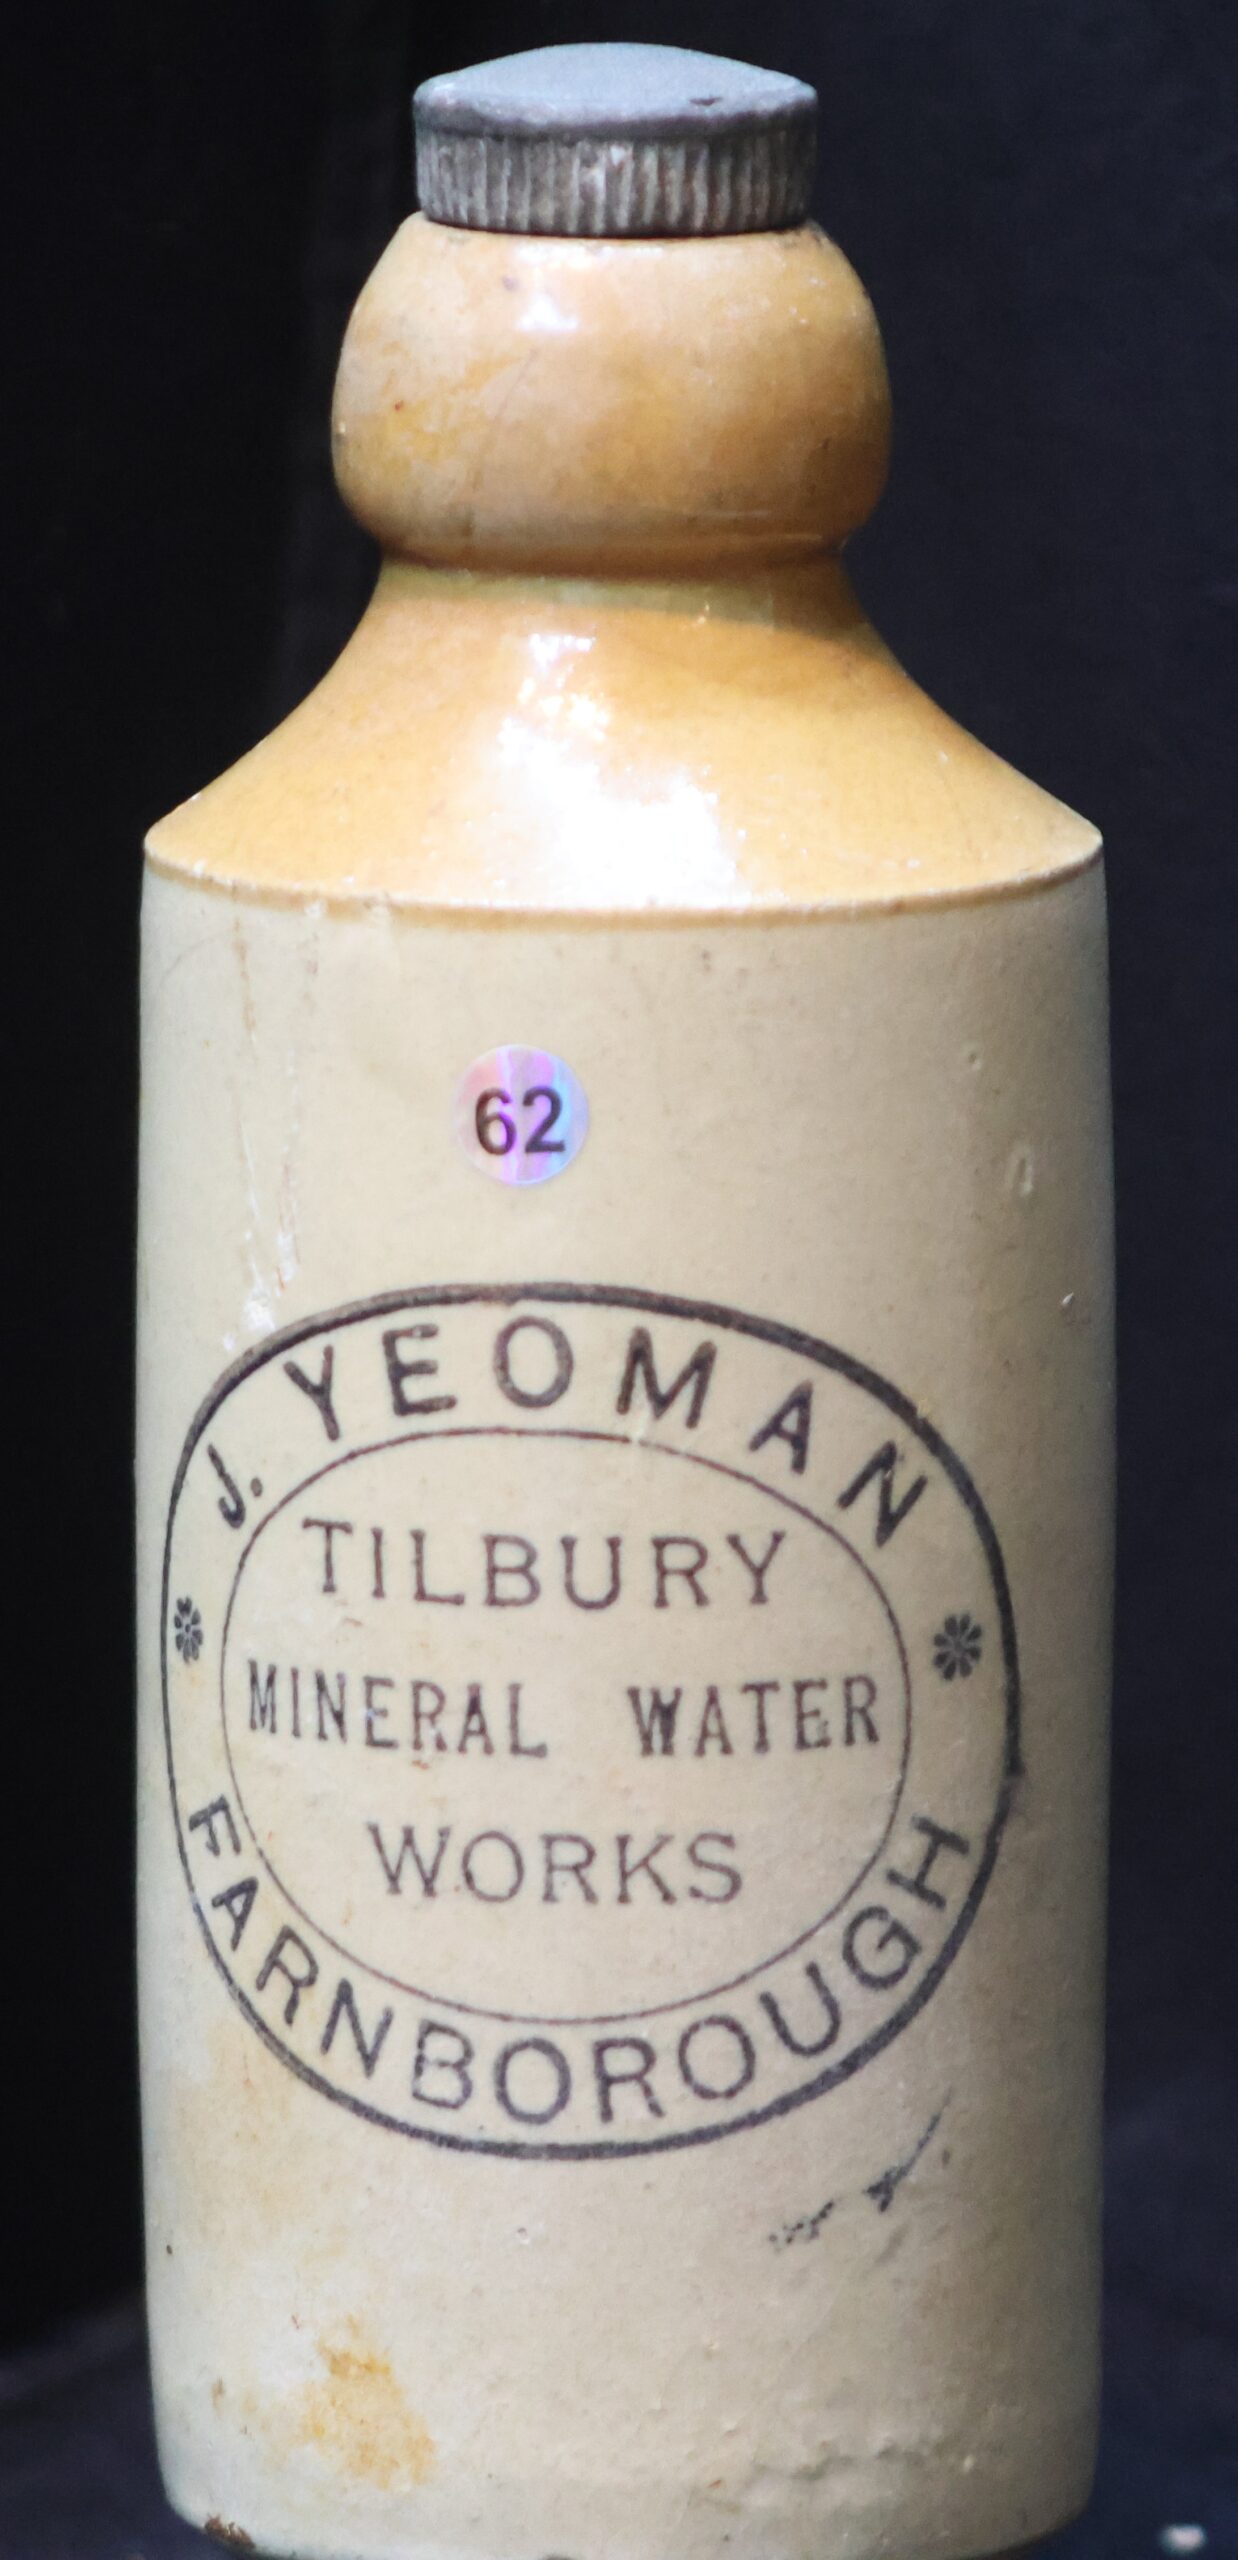 62
J. YEOMAN
TILBURY
MINERAL WATER
WORKS
FARNBOROUGH